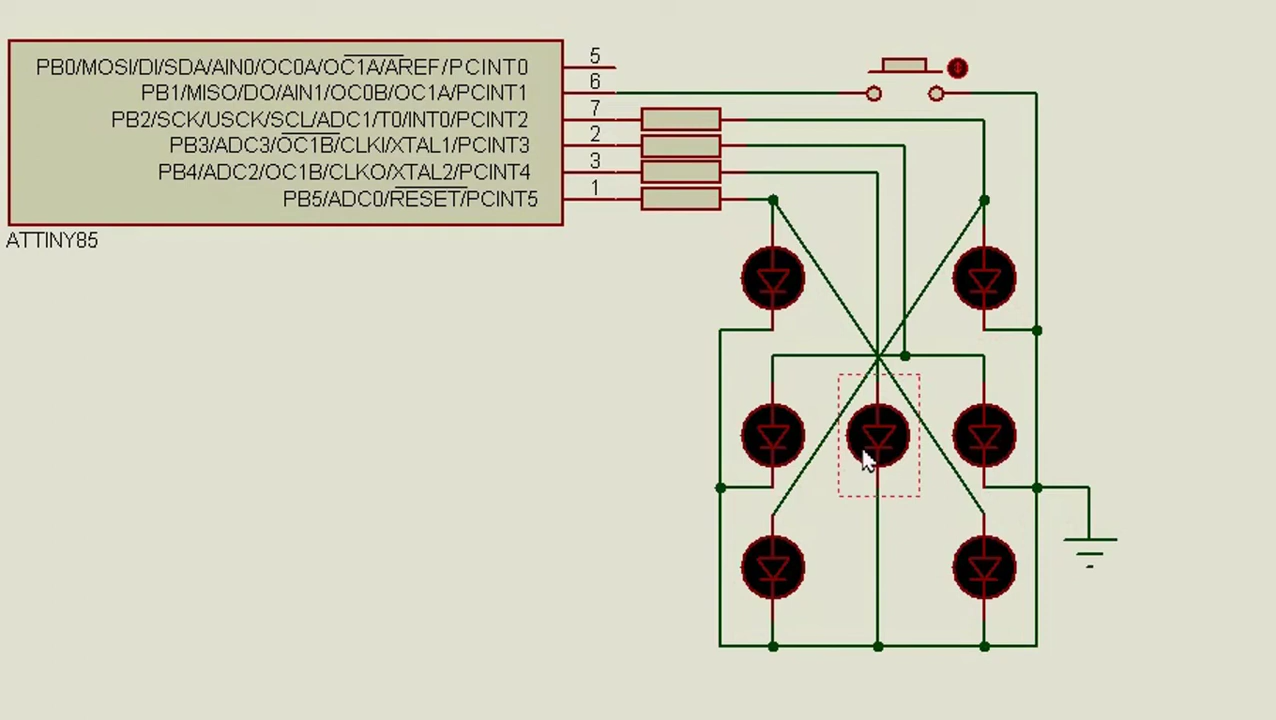 PB0/MOSI/DI/SDA/AIN0/OC0A/OC1A/AREF/PCINT0 5
PB1/MISO/DO/AIN1/OC0B/OC1A/PCINT1 6
PB2/SCK/USCK/SCL/ADC1/T0/INT0/PCINT2 7
PB3/ADC3/OC1B/CLKI/XTAL1/PCINT3 2
PB4/ADC2/OC1B/CLKO/XTAL2/PCINT4 3
PB5/ADC0/RESET/PCINT5 1
ATTINY85